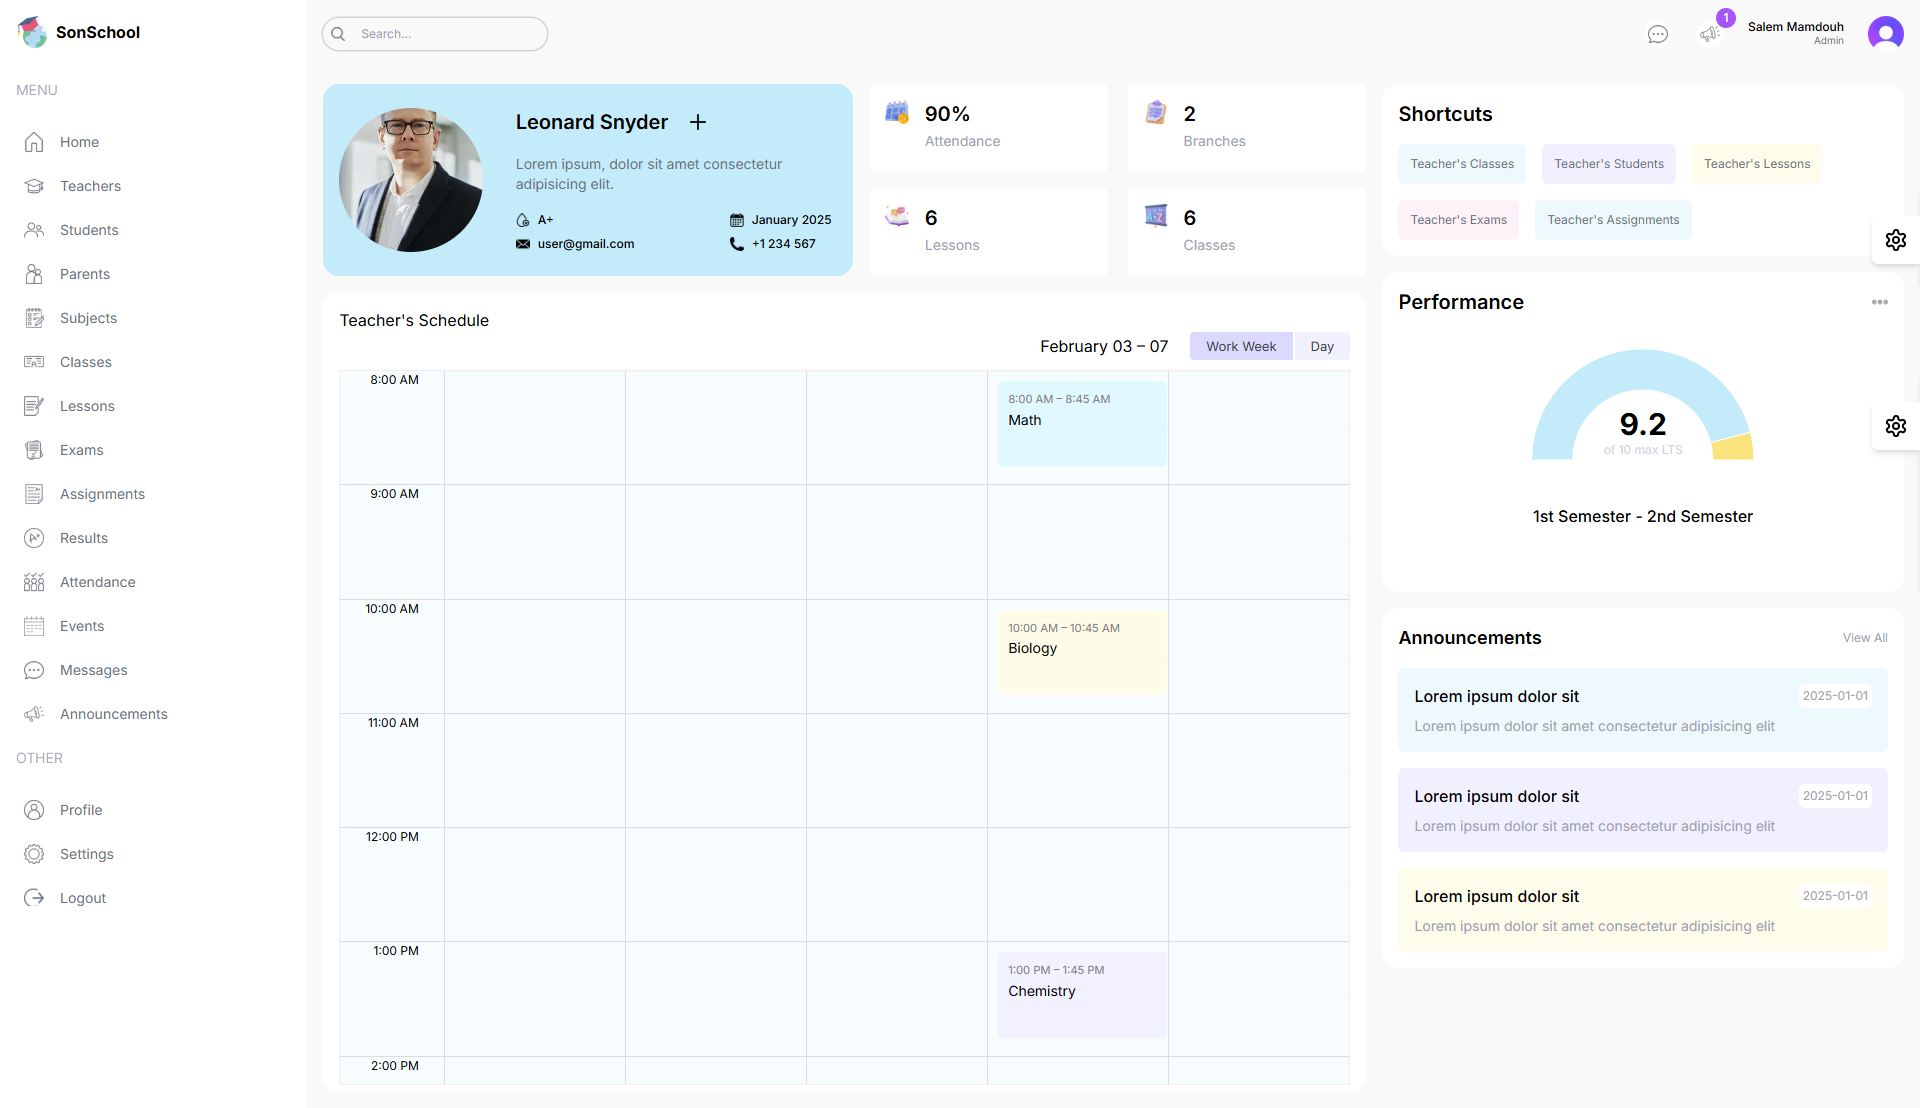 SonSchool
MENU
Home
Teachers
Students
Parents
Subjects
Classes
Lessons
Exams
Assignments
Results
Attendance
Events
Messages
Announcements
OTHER
Profile
Settings
Logout
Search...
1
Salem Mamdouh
Admin
Leonard Snyder
Lorem ipsum, dolor sit amet consectetur
adipisicing elit.
A+
January 2025
user@gmail.com
+1 234 567
90%
Attendance
2
Branches
6
Lessons
6
Classes
Teacher's Schedule
February 03 – 07
Work Week
Day
8:00 AM
9:00 AM
10:00 AM
11:00 AM
12:00 PM
1:00 PM
2:00 PM
8:00 AM – 8:45 AM
Math
10:00 AM – 10:45 AM
Biology
1:00 PM – 1:45 PM
Chemistry
Shortcuts
Teacher's Classes
Teacher's Students
Teacher's Lessons
Teacher's Exams
Teacher's Assignments
Performance
9.2
of 10 max LTS
1st Semester - 2nd Semester
Announcements
View All
Lorem ipsum dolor sit
2025-01-01
Lorem ipsum dolor sit amet consectetur adipisicing elit
Lorem ipsum dolor sit
2025-01-01
Lorem ipsum dolor sit amet consectetur adipisicing elit
Lorem ipsum dolor sit
2025-01-01
Lorem ipsum dolor sit amet consectetur adipisicing elit